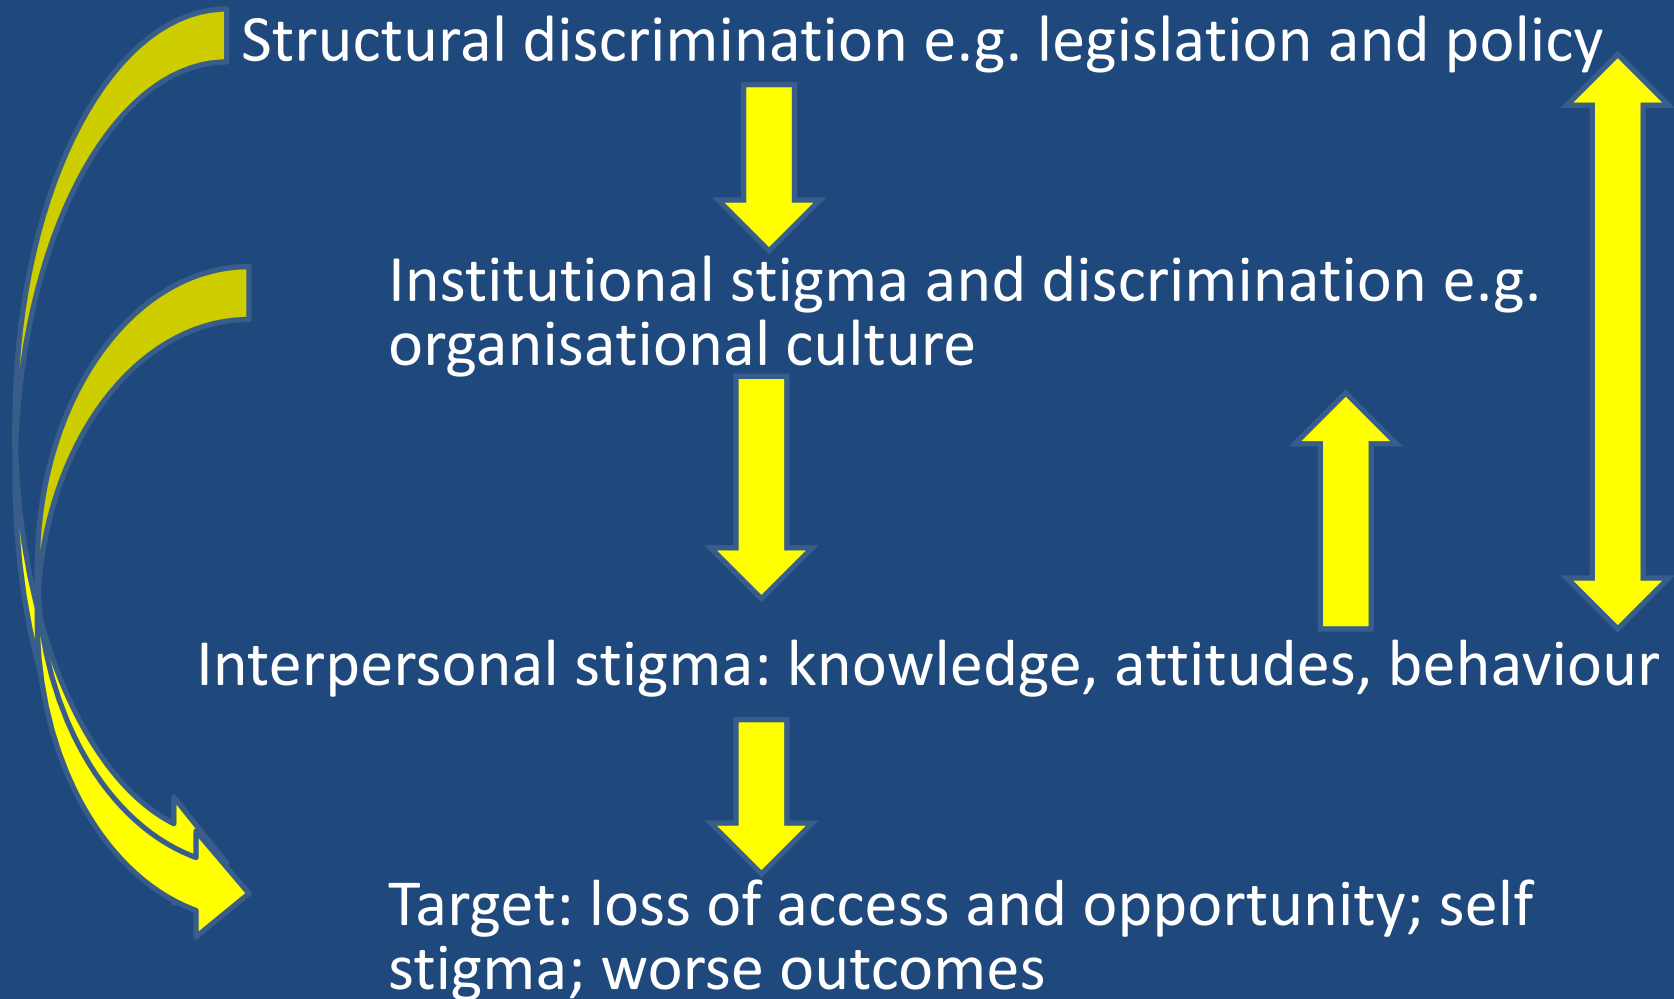 Structural discrimination e.g. legislation and policy
Institutional stigma and discrimination e.g.
organisational culture
Interpersonal stigma: knowledge, attitudes, behaviour
Target: loss of access and opportunity; self
stigma; worse outcomes